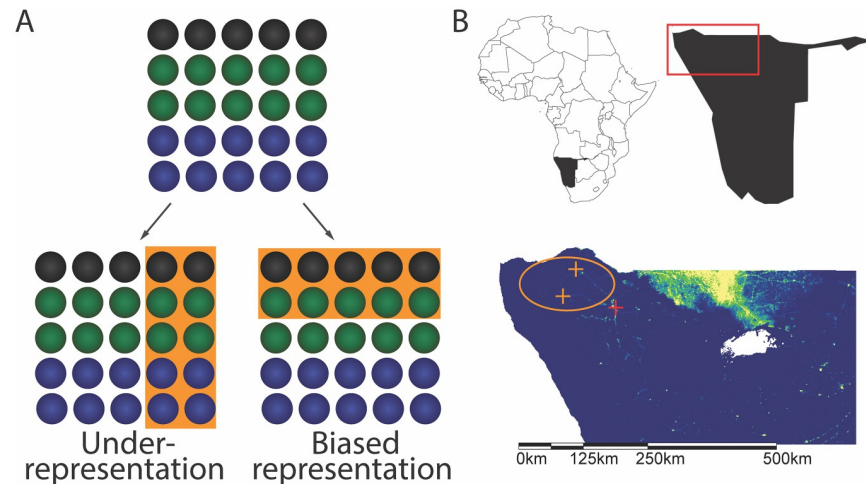 A
Under-
representation
Biased
representation
B
0km 125km 250km 500km